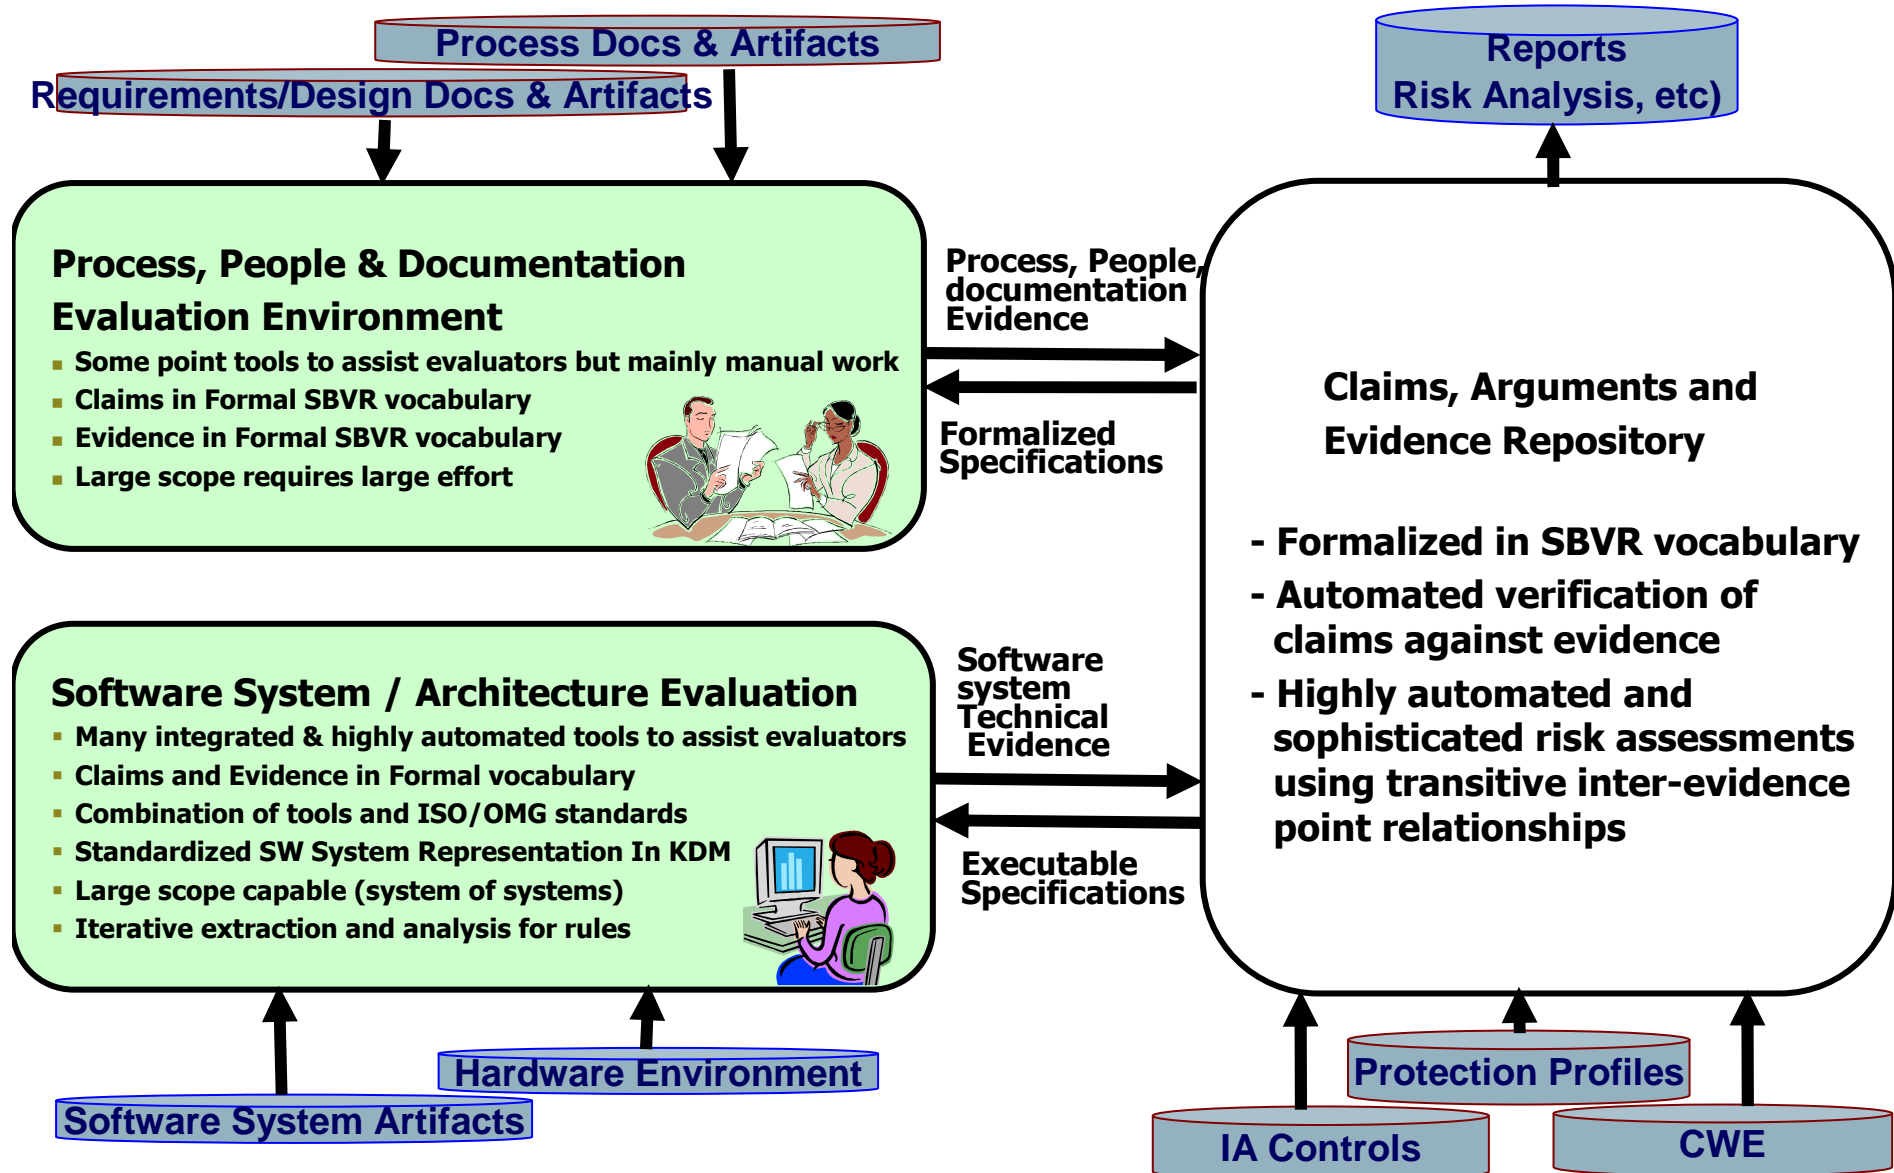 Process Docs & Artifacts
Requirements/Design Docs & Artifacts
Reports
Risk Analysis, etc)
Process, People & Documentation
Evaluation Environment
Some point tools to assist evaluators but mainly manual work
Claims in Formal SBVR vocabulary
Evidence in Formal SBVR vocabulary
Large scope requires large effort
Process, People,
documentation
Evidence
Formalized
Specifications
Claims, Arguments and
Evidence Repository
- Formalized in SBVR vocabulary
- Automated verification of
claims against evidence
- Highly automated and
sophisticated risk assessments
using transitive inter-evidence
point relationships
Software System / Architecture Evaluation
Many integrated & highly automated tools to assist evaluators
Claims and Evidence in Formal vocabulary
Combination of tools and ISO/OMG standards
Standardized SW System Representation In KDM
Large scope capable (system of systems)
Iterative extraction and analysis for rules
Software
system
Technical
Evidence
Executable
Specifications
Hardware Environment
Software System Artifacts
Protection Profiles
IA Controls
CWE